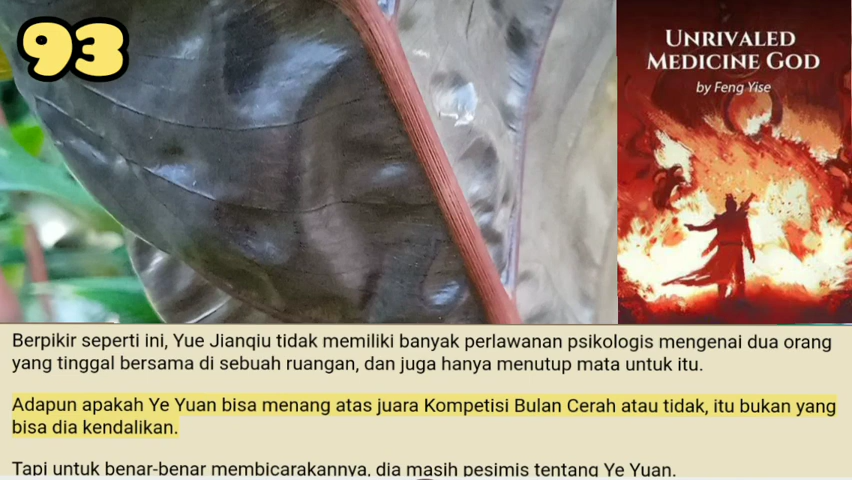 93
UNRIVALED
MEDICINE GOD
by Feng Yise
Berpikir seperti ini, Yue Jianqiu tidak memiliki banyak perlawanan psikologis mengenai dua orang
yang tinggal bersama di sebuah ruangan, dan juga hanya menutup mata untuk itu.
Adapun apakah Ye Yuan bisa menang atas juara Kompetisi Bulan Cerah atau tidak, itu bukan yang
bisa dia kendalikan.
Tapi untuk benar-benar membicarakannya, dia masih pesimis tentang Ye Yuan.